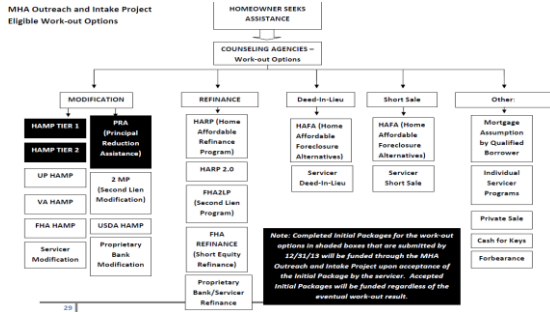 MHA Outreach and Intake Project
Eligible Work-out Options
HOMEOWNER SEEKS
ASSISTANCE
COUNSELING AGENCIES –
Work-out Options
MODIFICATION
REFINANCE
Deed-In-Lieu
Short Sale
Other:
HAMP TIER 1
HAMP TIER 2
UP HAMP
VA HAMP
FHA HAMP
Servicer
Modification
PRA
(Principal
Reduction
Assistance)
2 MP
(Second Lien
Modification)
USDA HAMP
Proprietary
Bank
Modification
HARP (Home
Affordable
Refinance
Program)
HARP 2.0
FHA2LP
(Second Lien
Program)
FHA
REFINANCE
(Short Equity
Refinance)
Proprietary
Bank/Servicer
Refinance
HAFA (Home
Affordable
Foreclosure
Alternatives)
Servicer
Deed-In-Lieu
HAFA (Home
Affordable
Foreclosure
Alternatives)
Servicer
Short Sale
Mortgage
Assumption
by Qualified
Borrower
Individual
Servicer
Programs
Private Sale
Cash for Keys
Forbearance
Note: Completed Initial Packages for the work-out
options in shaded boxes that are submitted by
12/31/13 will be funded through the MHA
Outreach and Intake Project upon acceptance of
the Initial Package by the servicer. Accepted
Initial Packages will be funded regardless of the
eventual work-out result.
29